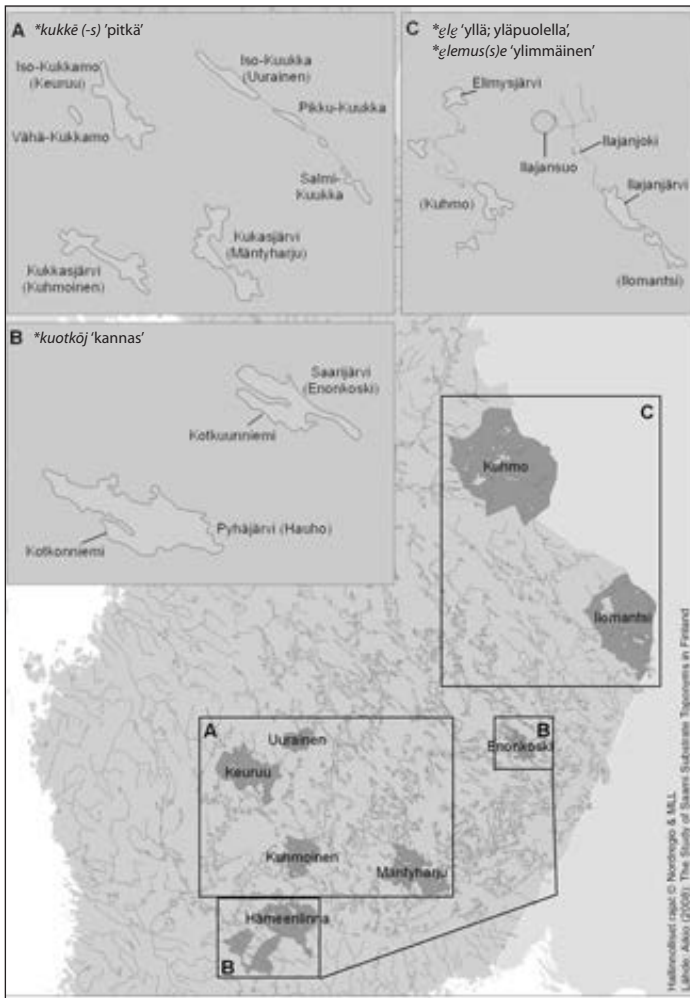 A *kukkē (-s) ‘pitkä’
Iso-Kukkamo
(Keuruu)
Vähä-Kukkamo
Iso-Kuukka
(Uurainen)
Pikku-Kuukka
Salmi-
Kuukka
Kukkasjärvi
(Kuhmoinen)
Kukasjärvi
(Mäntyharju)
C * e̮le̮ ‘yllä; yläpuolella’,
*e̮lemus(s)e ‘ylimmäinen’
Elimysjärvi
Ilajanjoki
Ilajansuo
Ilajanjärvi
(Kuhmo)
(Ilomantsi)
B *kuotkōj ‘kannas’
Saarijärvi
(Enonkoski)
Kotkuunniemi
Pyhäjärvi (Hauho)
Kotkonniemi
C
Kuhmo
Ilomantsi
A
Uurainen
Keuruu
Kuhmoinen
Mäntyharju
B
Enonkoski
Hämeenlinna
B
Hallinnolliset rajat © Nordregio & MLL
Lähde: Aikio (2008): The Study of Saami Substrate Toponyms in Finland